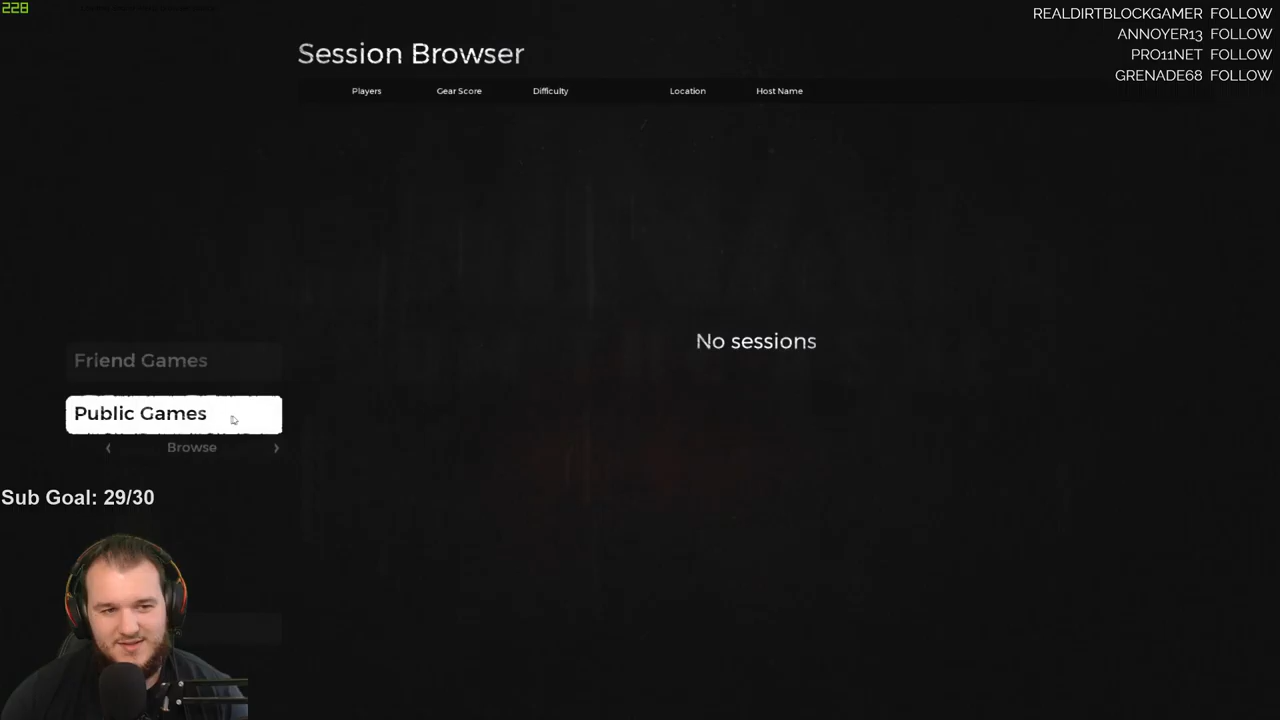 228
REALDIRTBLOCKGAMER FOLLOW
ANNOYER13 FOLLOW
PRO11NET FOLLOW
GRENADE68 FOLLOW
Session Browser
Players Gear Score Difficulty Location Host Name
No sessions
Friend Games
Public Games
Browse
Sub Goal: 29/30